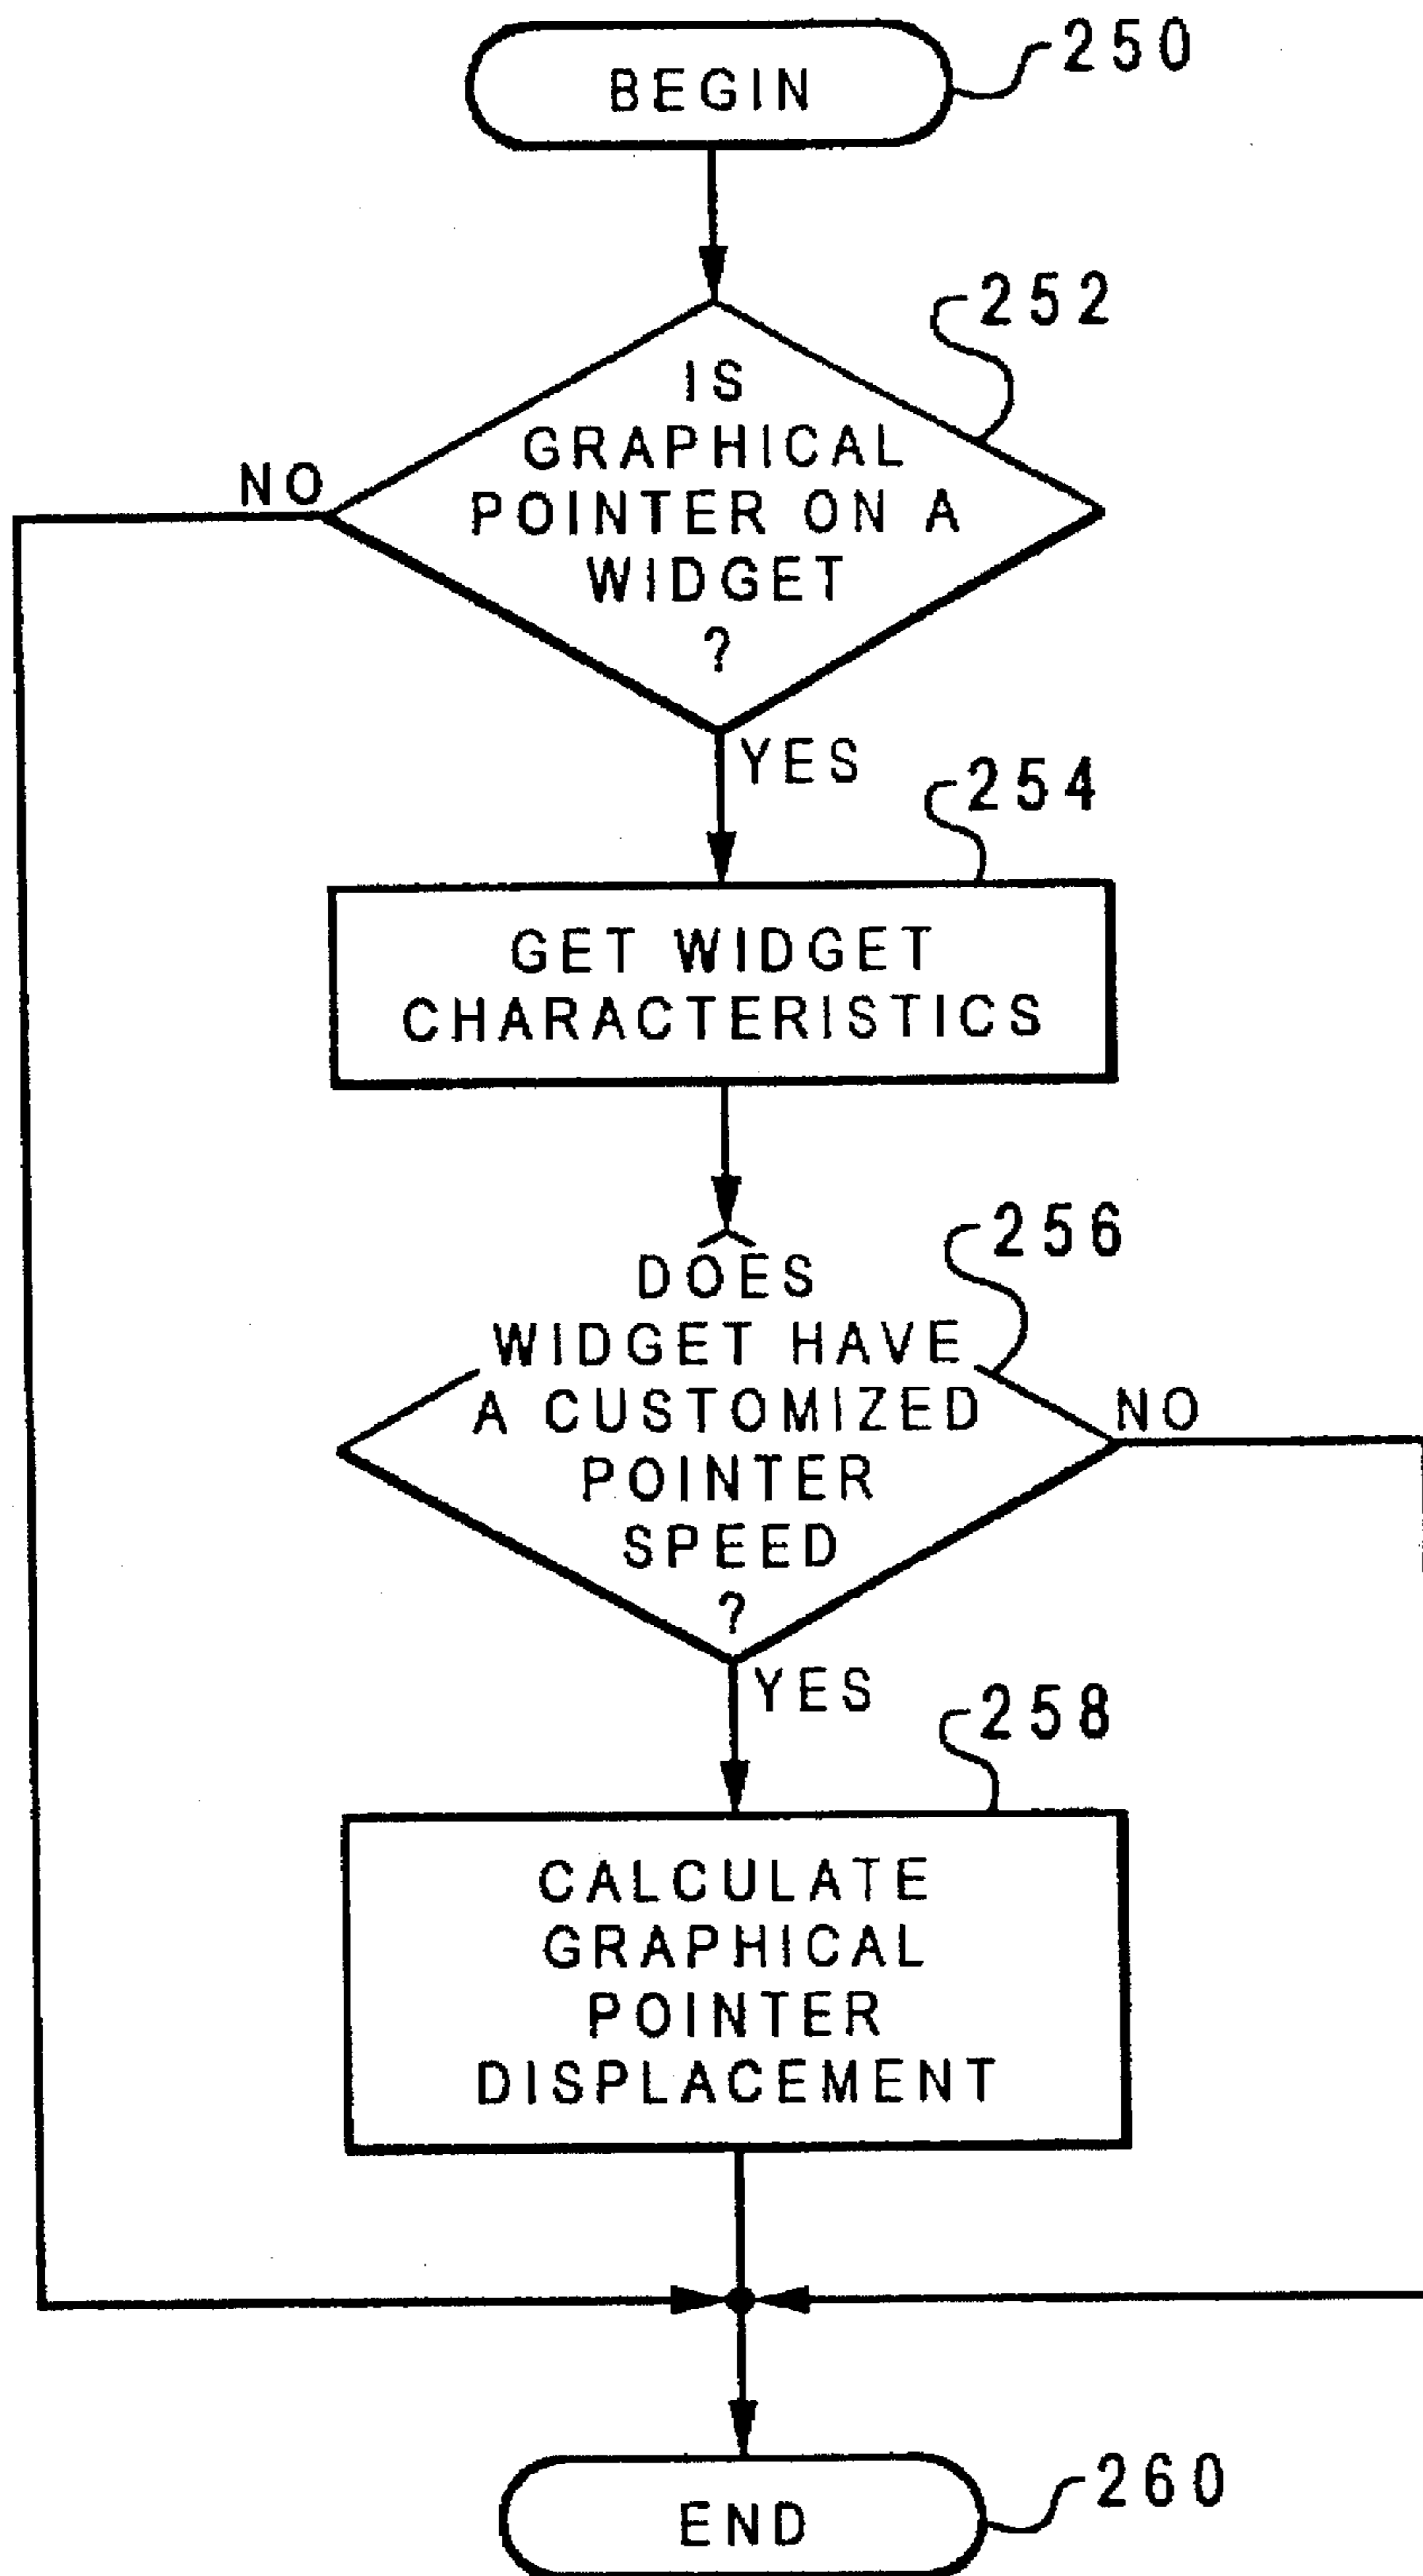 BEGIN
250
252
IS
GRAPHICAL
POINTER ON A
WIDGET
?
NO
YES
254
GET WIDGET
CHARACTERISTICS
256
DOES
WIDGET HAVE
A CUSTOMIZED
POINTER
SPEED
?
NO
YES
258
CALCULATE
GRAPHICAL
POINTER
DISPLACEMENT
END
260